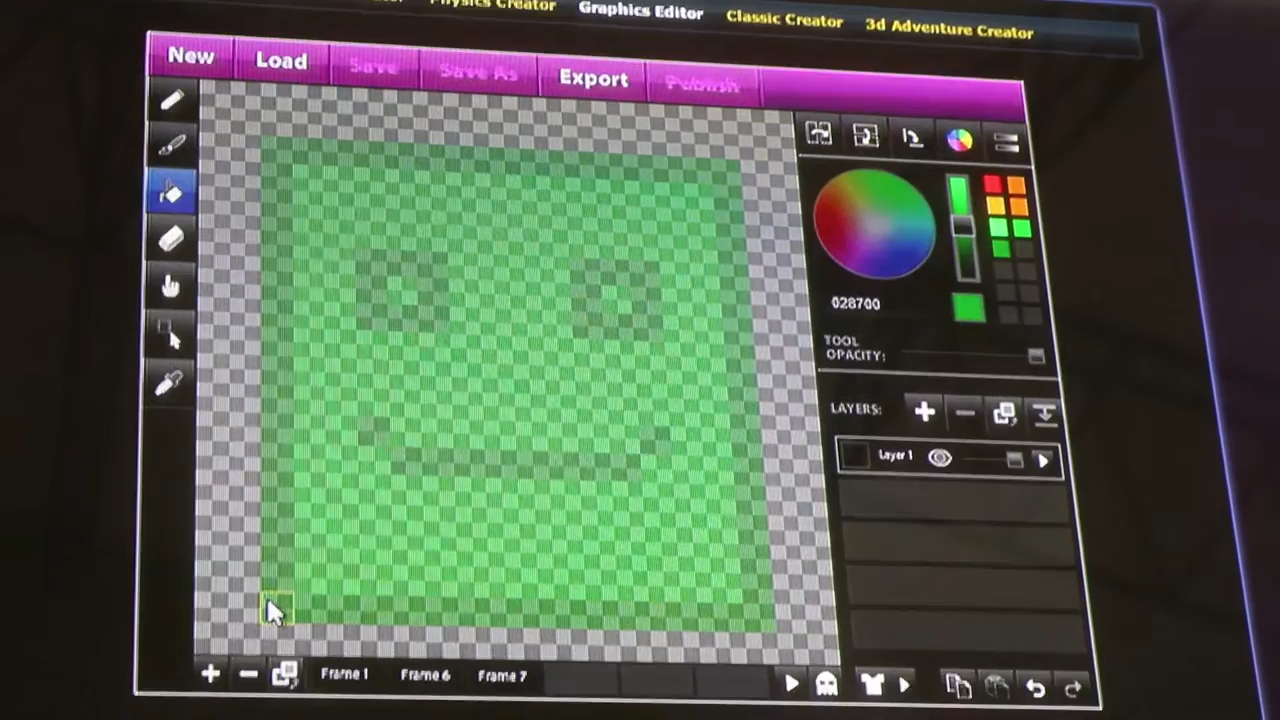 Physics Creator Graphics Editor Classic Creator 3d Adventure Creator
New Load Save Save As Export Publish
028700
TOOL
OPACITY:
LAYERS:
Layer 1
Frame 1 Frame 6 Frame 7